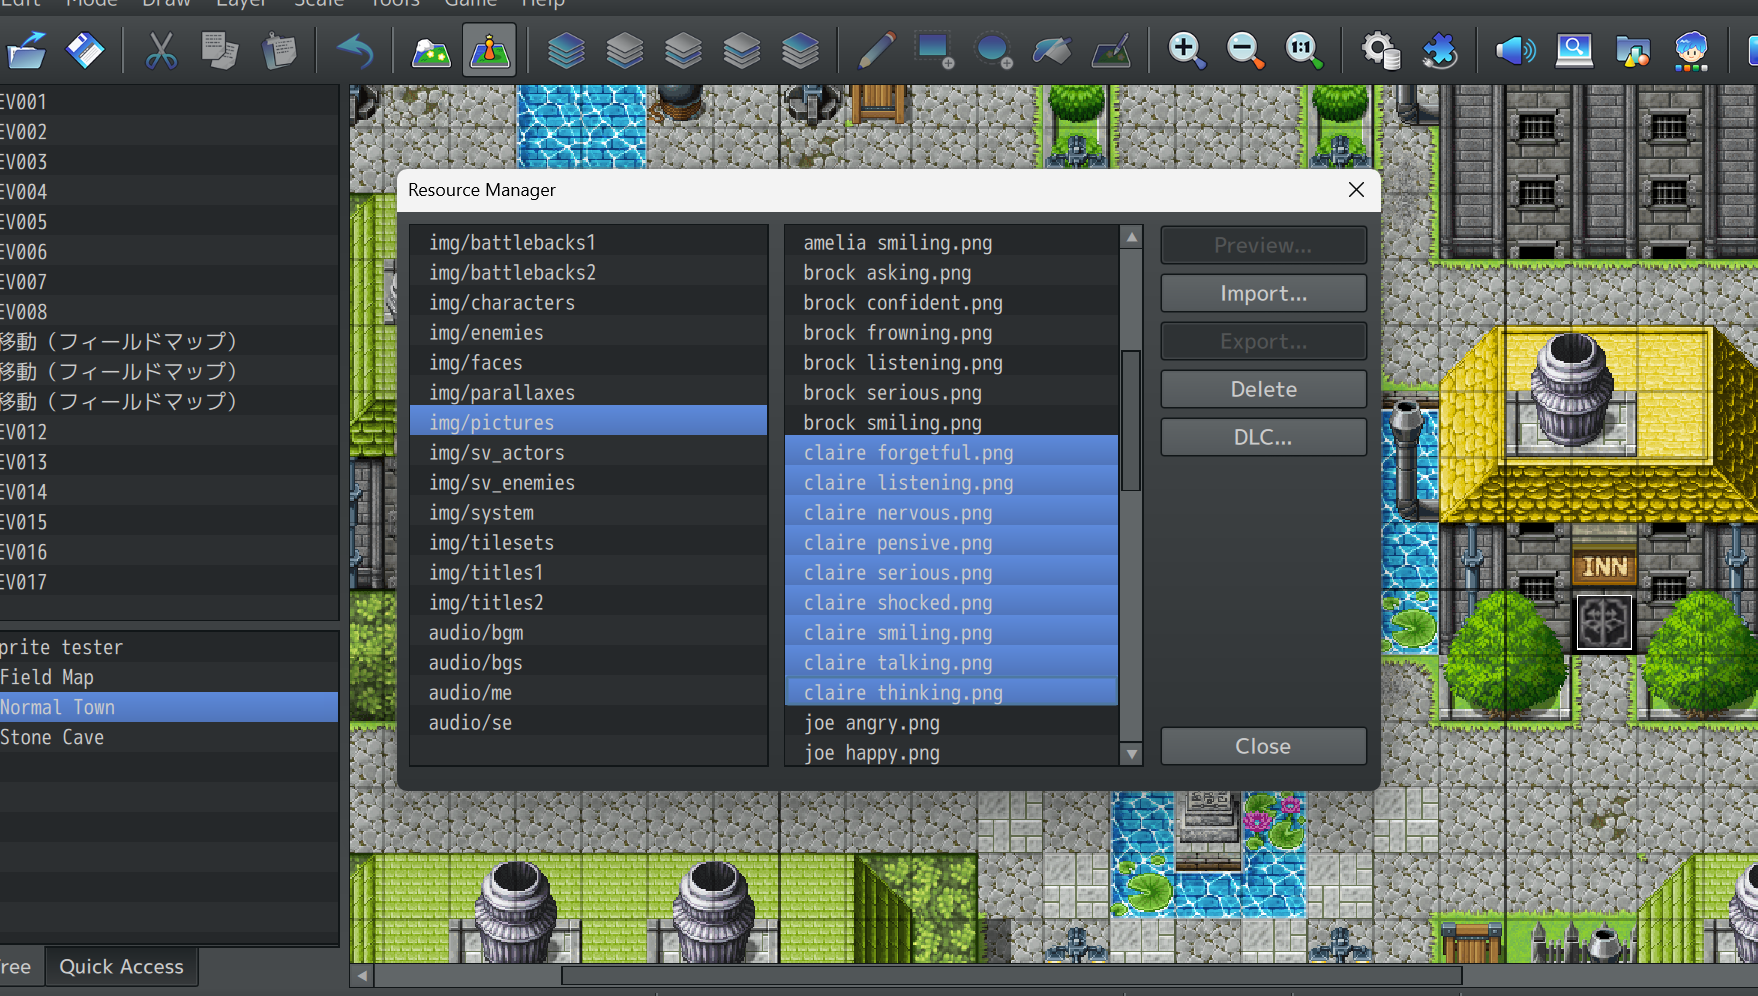 Edit Mode Draw Layer Scale Tools Game Help
1:1
EV001
EV002
EV003
EV004
EV005
EV006
EV007
EV008
移動（フィールドマップ）
移動（フィールドマップ）
移動（フィールドマップ）
EV012
EV013
EV014
EV015
EV016
EV017
prite tester
Field Map
Normal Town
Stone Cave
ree
Quick Access
Resource Manager
img/battlebacks1
img/battlebacks2
img/characters
img/enemies
img/faces
img/parallaxes
img/pictures
img/sv_actors
img/sv_enemies
img/system
img/tilesets
img/titles1
img/titles2
audio/bgm
audio/bgs
audio/me
audio/se
amelia smiling.png
brock asking.png
brock confident.png
brock frowning.png
brock listening.png
brock serious.png
brock smiling.png
claire forgetful.png
claire listening.png
claire nervous.png
claire pensive.png
claire serious.png
claire shocked.png
claire smiling.png
claire talking.png
claire thinking.png
joe angry.png
joe happy.png
Preview...
Import...
Export...
Delete
DLC...
Close
INN